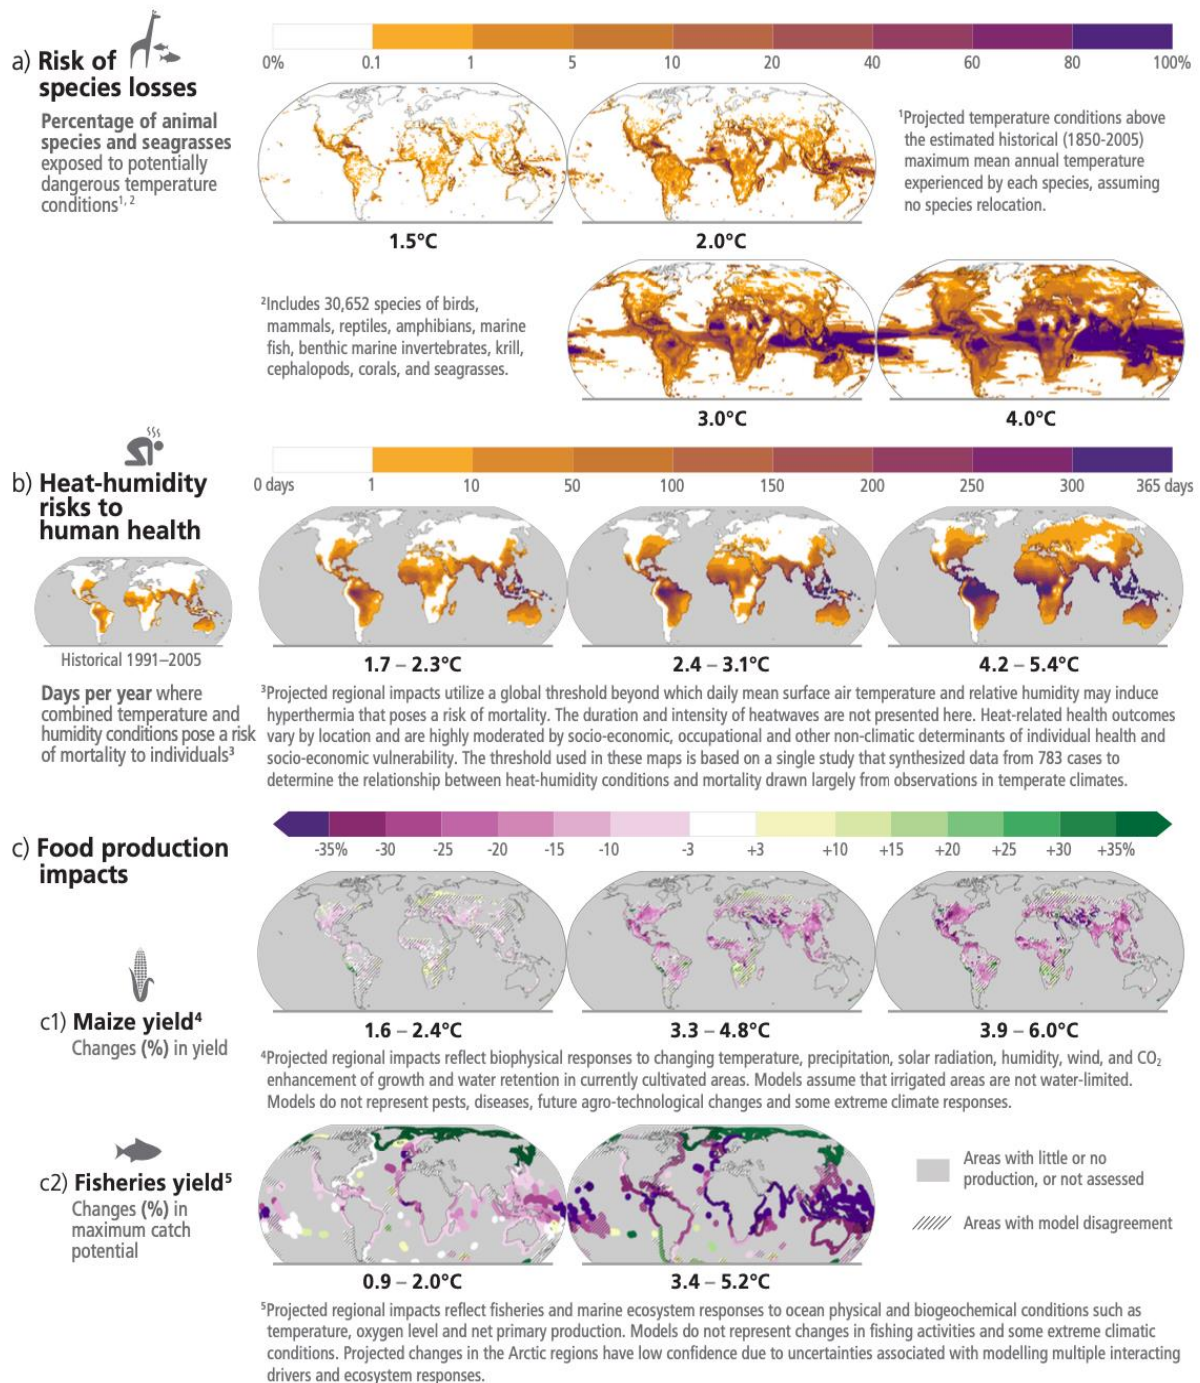 a) Risk of
species losses
Percentage of animal
species and seagrasses
exposed to potentially
dangerous temperature
conditions1, 2
0% 0.1 1 5 10 20 40 60 80 100%
1Projected temperature conditions above
the estimated historical (1850-2005)
maximum mean annual temperature
experienced by each species, assuming
no species relocation.
1.5°C 2.0°C
2Includes 30,652 species of birds,
mammals, reptiles, amphibians, marine
fish, benthic marine invertebrates, krill,
cephalopods, corals, and seagrasses.
3.0°C 4.0°C
b) Heat-humidity
risks to
human health
0 days 1 10 50 100 150 200 250 300 365 days
Historical 1991–2005
1.7 – 2.3°C 2.4 – 3.1°C 4.2 – 5.4°C
Days per year where
combined temperature and
humidity conditions pose a risk
of mortality to individuals3
3Projected regional impacts utilize a global threshold beyond which daily mean surface air temperature and relative humidity may induce
hyperthermia that poses a risk of mortality. The duration and intensity of heatwaves are not presented here. Heat-related health outcomes
vary by location and are highly moderated by socio-economic, occupational and other non-climatic determinants of individual health and
socio-economic vulnerability. The threshold used in these maps is based on a single study that synthesized data from 783 cases to
determine the relationship between heat-humidity conditions and mortality drawn largely from observations in temperate climates.
c) Food production
impacts
-35% -30 -25 -20 -15 -10 -3 +3 +10 +15 +20 +25 +30 +35%
c1) Maize yield4
Changes (%) in yield
1.6 – 2.4°C 3.3 – 4.8°C 3.9 – 6.0°C
4Projected regional impacts reflect biophysical responses to changing temperature, precipitation, solar radiation, humidity, wind, and CO2
enhancement of growth and water retention in currently cultivated areas. Models assume that irrigated areas are not water-limited.
Models do not represent pests, diseases, future agro-technological changes and some extreme climate responses.
c2) Fisheries yield5
Changes (%) in
maximum catch
potential
Areas with little or no
production, or not assessed
Areas with model disagreement
0.9 – 2.0°C 3.4 – 5.2°C
5Projected regional impacts reflect fisheries and marine ecosystem responses to ocean physical and biogeochemical conditions such as
temperature, oxygen level and net primary production. Models do not represent changes in fishing activities and some extreme climatic
conditions. Projected changes in the Arctic regions have low confidence due to uncertainties associated with modelling multiple interacting
drivers and ecosystem responses.